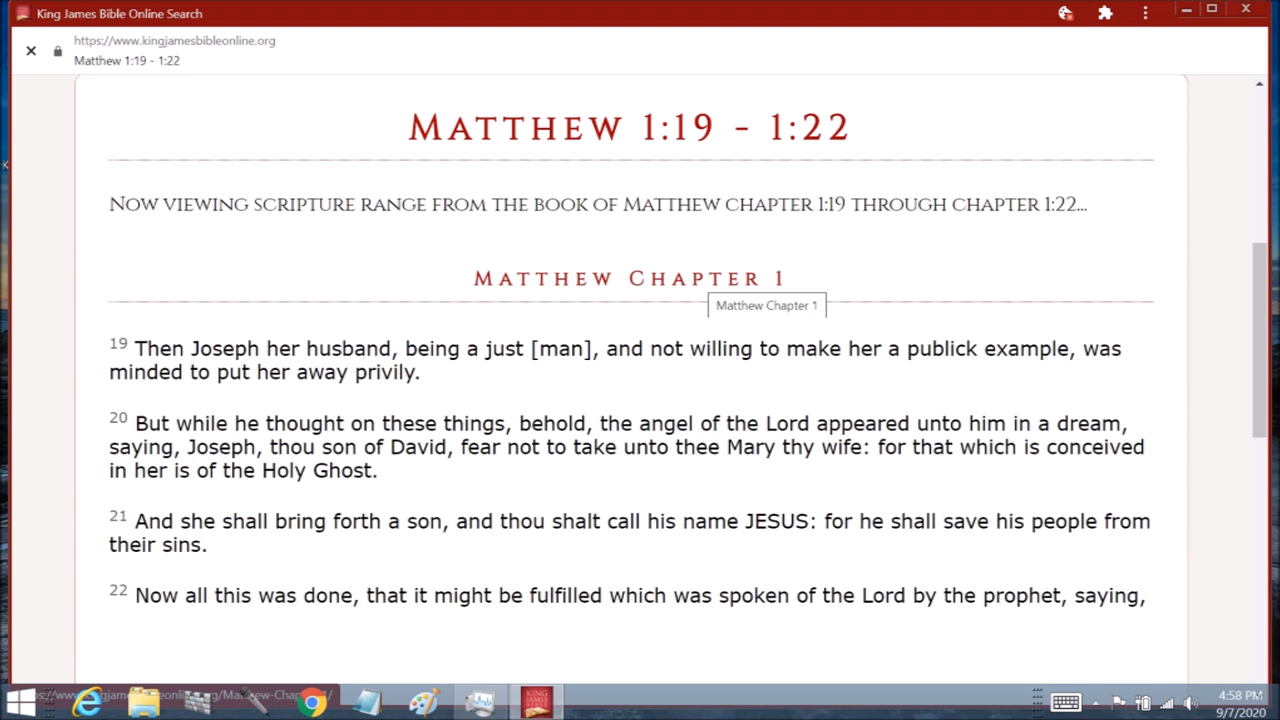 King James Bible Online Search
https://www.kingjamesbibleonline.org
Matthew 1:19 - 1:22
MATTHEW 1:19 - 1:22
NOW VIEWING SCRIPTURE RANGE FROM THE BOOK OF MATTHEW CHAPTER 1:19 THROUGH CHAPTER 1:22...
MATTHEW CHAPTER 1
Matthew Chapter 1
19 Then Joseph her husband, being a just [man], and not willing to make her a publick example, was
minded to put her away privily.
20 But while he thought on these things, behold, the angel of the Lord appeared unto him in a dream,
saying, Joseph, thou son of David, fear not to take unto thee Mary thy wife: for that which is conceived
in her is of the Holy Ghost.
21 And she shall bring forth a son, and thou shalt call his name JESUS: for he shall save his people from
their sins.
22 Now all this was done, that it might be fulfilled which was spoken of the Lord by the prophet, saying,
KING JAMES BIBLE
4:58 PM
9/7/2020